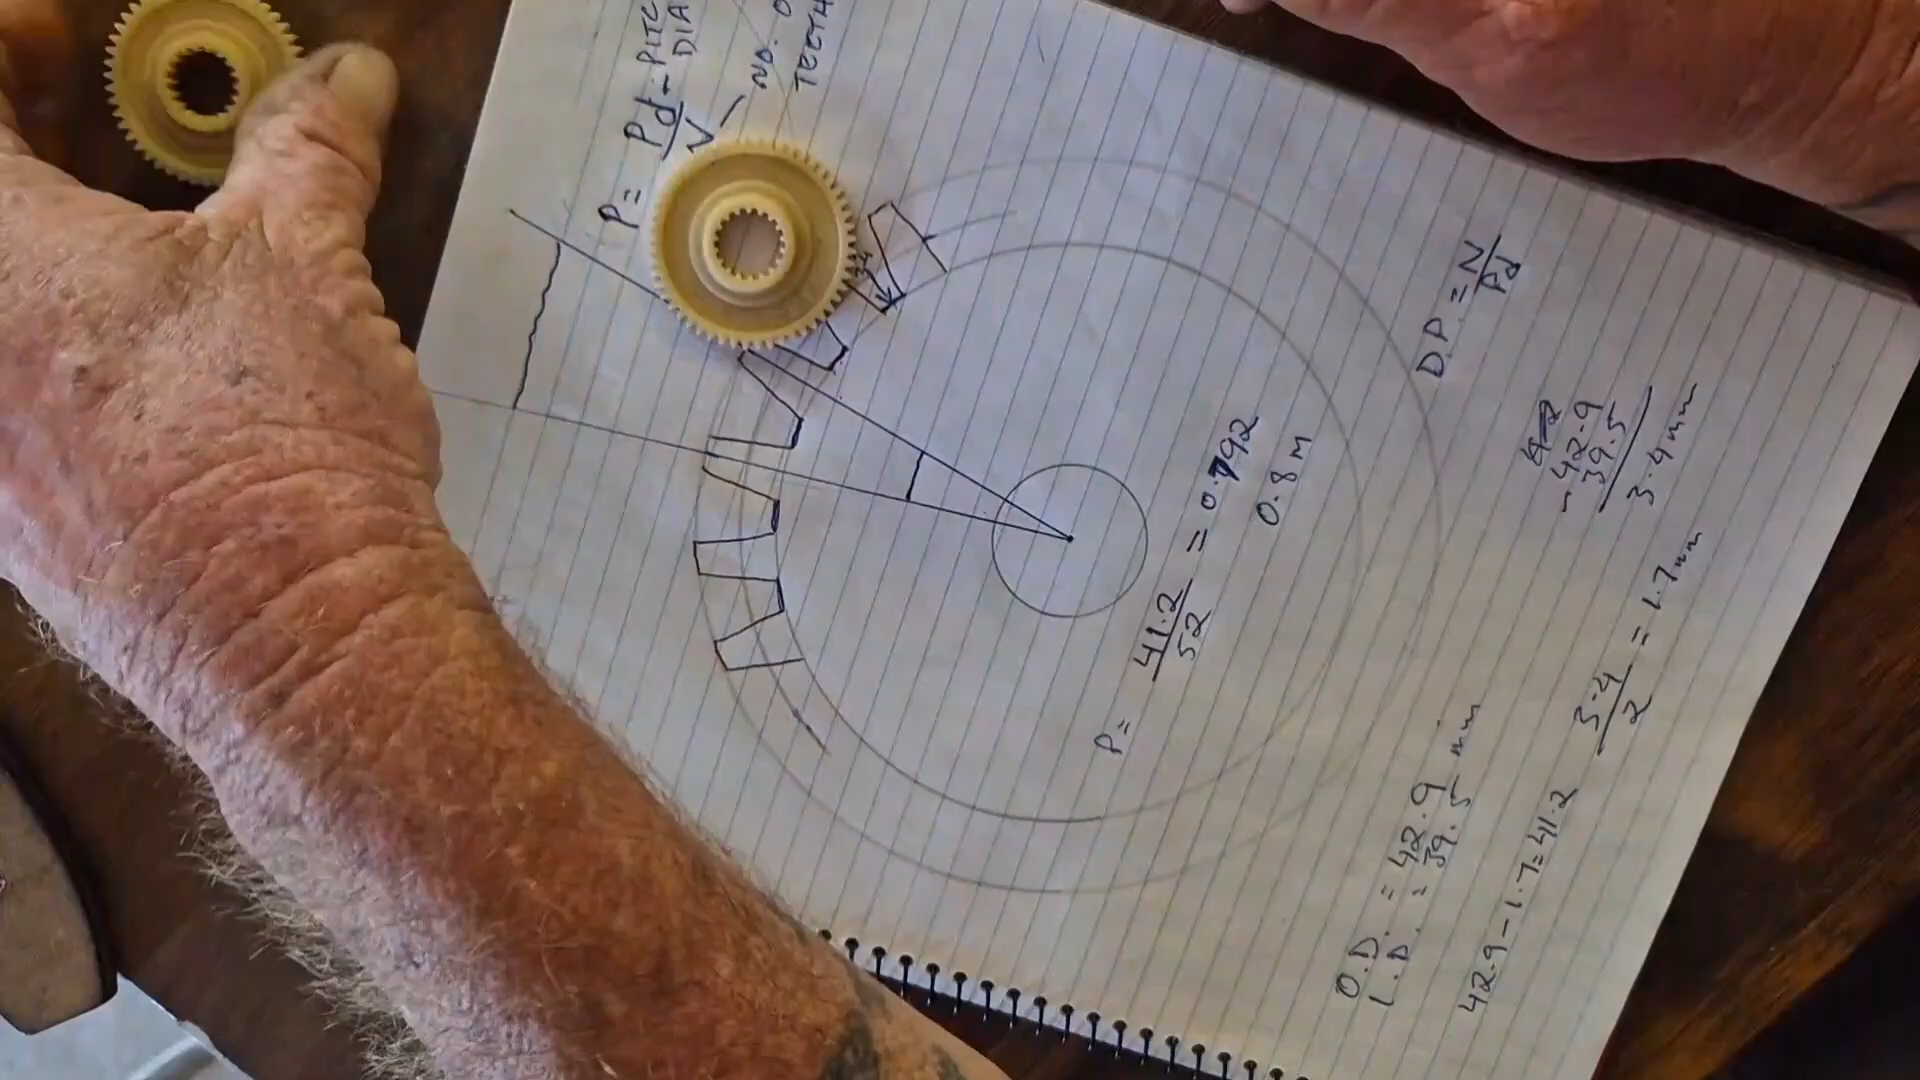 P = Pd - PITC
DIA
N - NO. O
TEETH
34
D.P. = N
Pd
P = 41.2 = 0.792
52
0.8 M
- 42.9
39.5
3.4 mm
O.D. = 42.9
I.D. = 39.5 mm
42.9 - 1.7 = 41.2
3.4 = 1.7 mm
2